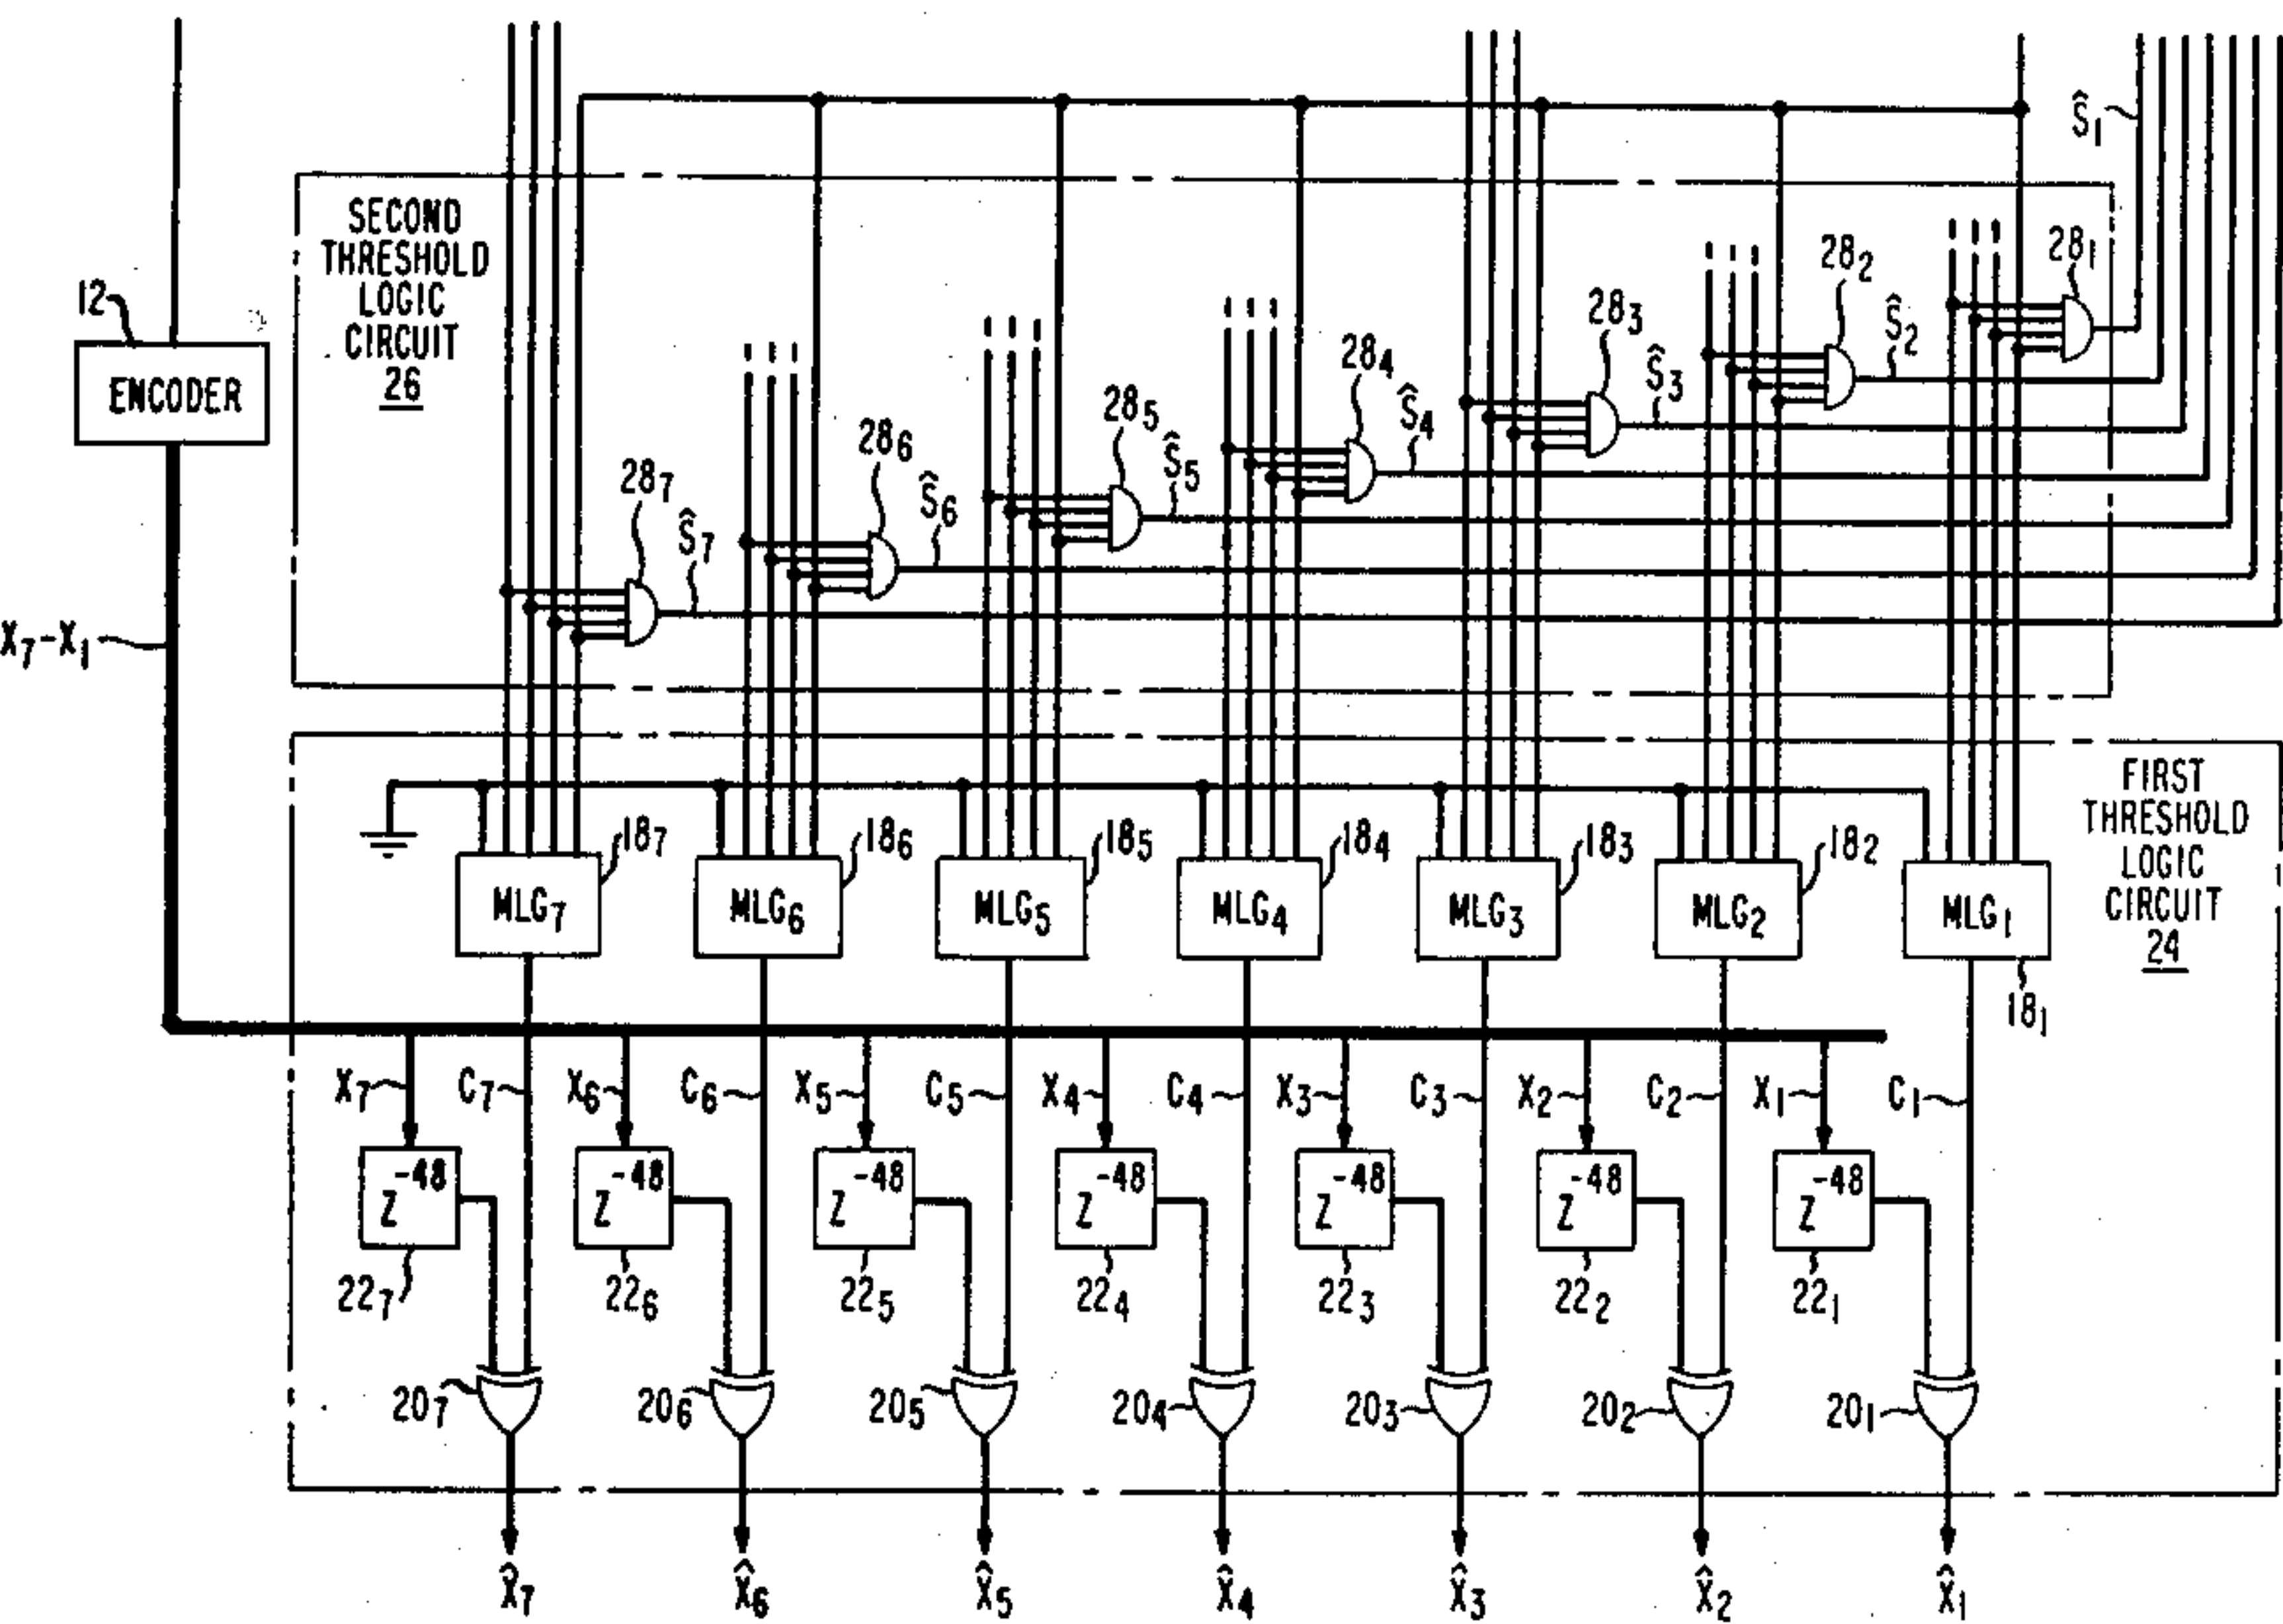 Ŝ1
SECOND
THRESHOLD
LOGIC
CIRCUIT
26
12
ENCODER
281
282
Ŝ2
283
Ŝ3
284
Ŝ4
285
Ŝ5
286
Ŝ6
287
Ŝ7
X7-X1
FIRST
THRESHOLD
LOGIC
CIRCUIT
24
187 186 185 184 183 182
MLG7 MLG6 MLG5 MLG4 MLG3 MLG2 MLG1
181
X7 C7 X6 C6 X5 C5 X4 C4 X3 C3 X2 C2 X1 C1
Z-48 Z-48 Z-48 Z-48 Z-48 Z-48 Z-48
227 226 225 224 223 222 221
207 206 205 204 203 202 201
X̂7 X̂6 X̂5 X̂4 X̂3 X̂2 X̂1